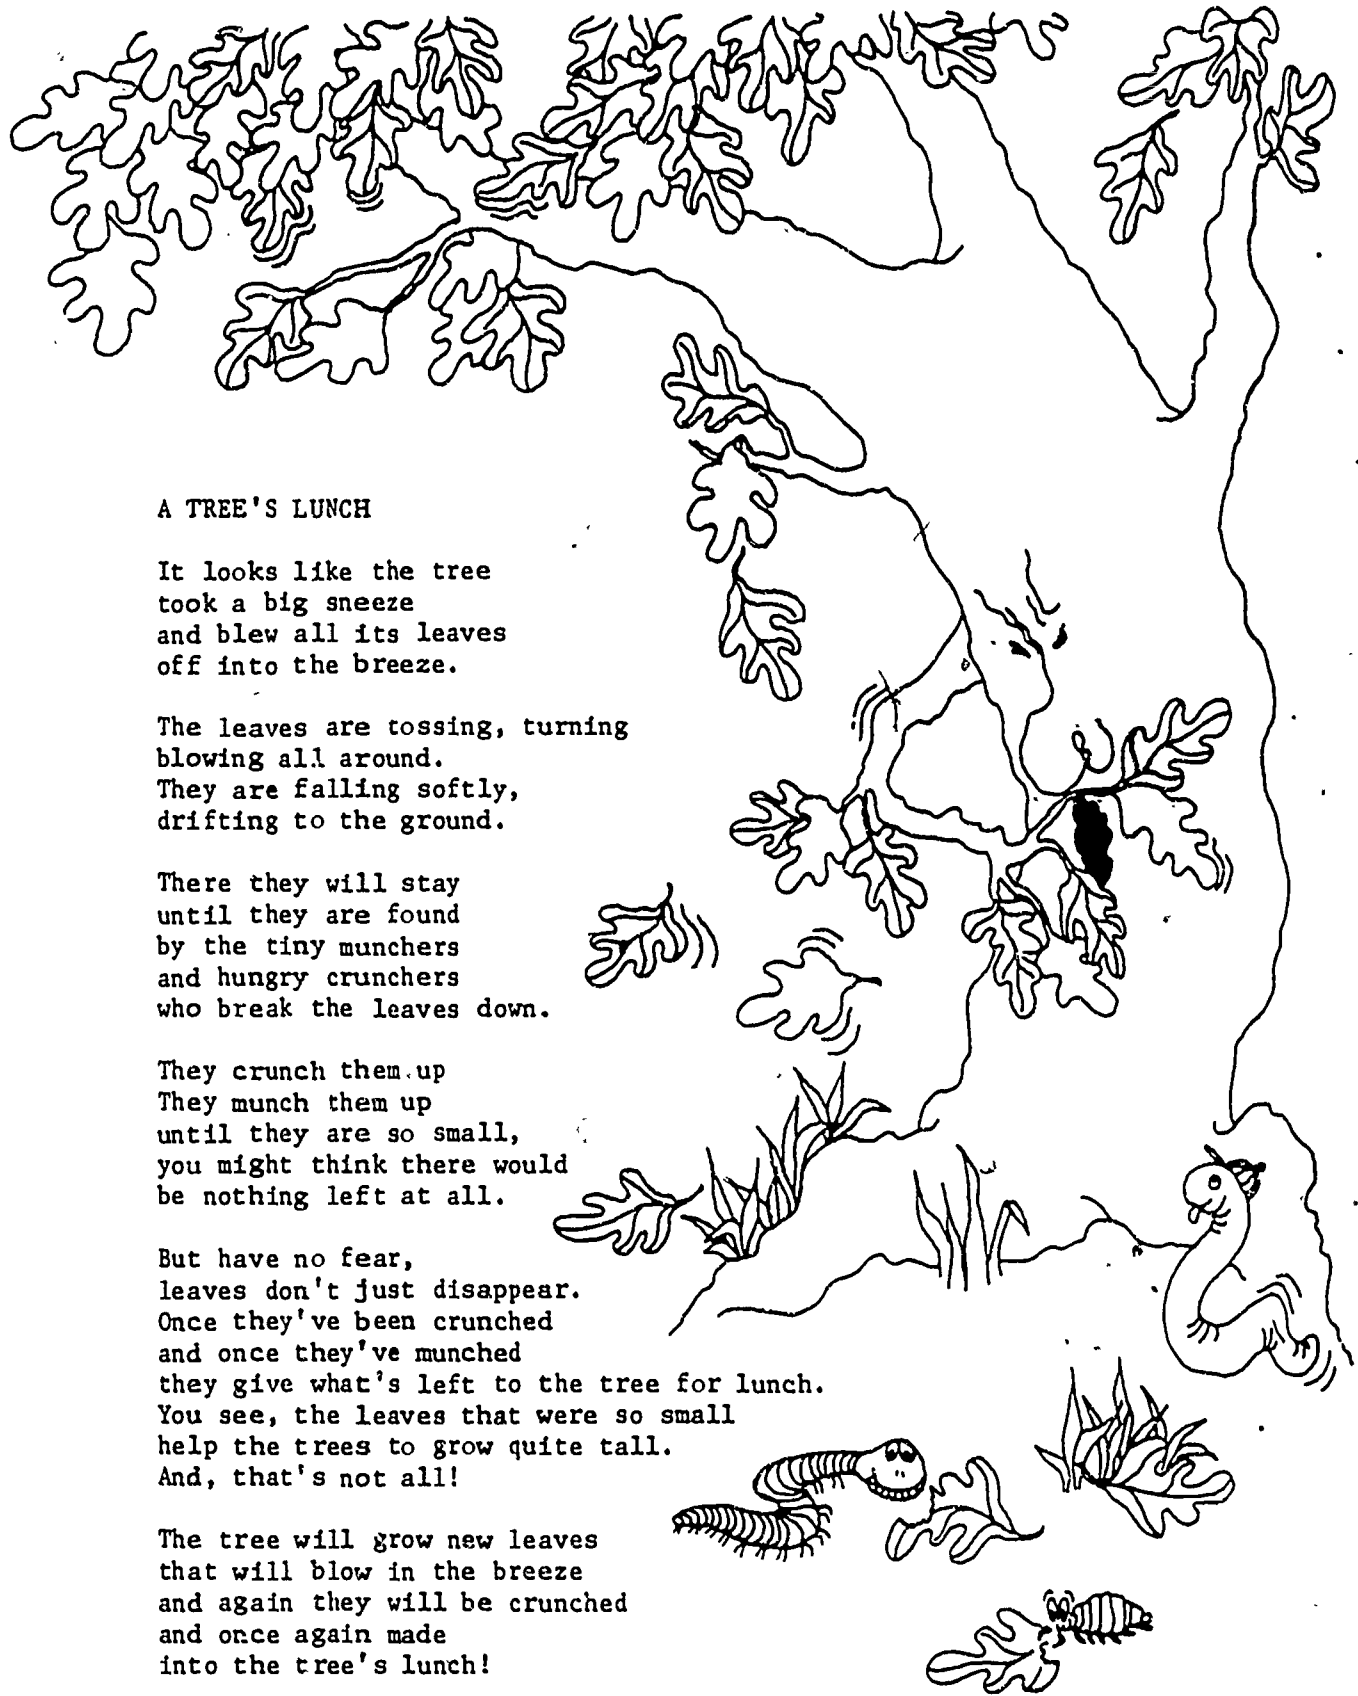 A TREE'S LUNCH
It looks like the tree
took a big sneeze
and blew all its leaves
off into the breeze.
The leaves are tossing, turning
blowing all around.
They are falling softly,
drifting to the ground.
There they will stay
until they are found
by the tiny munchers
and hungry crunchers
who break the leaves down.
They crunch them up
They munch them up
until they are so small,
you might think there would
be nothing left at all.
But have no fear,
leaves don't just disappear.
Once they've been crunched
and once they've munched
they give what's left to the tree for lunch.
You see, the leaves that were so small
help the trees to grow quite tall.
And, that's not all!
The tree will grow new leaves
that will blow in the breeze
and again they will be crunched
and once again made
into the tree's lunch!